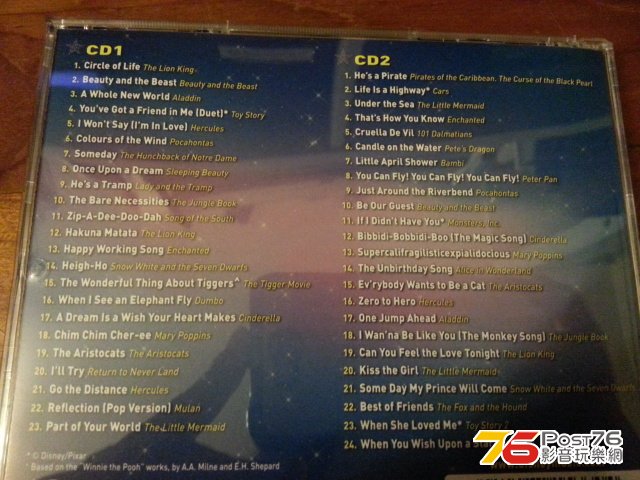 CD1
1. Circle of Life The Lion King
2. Beauty and the Beast Beauty and the Beast
3. A Whole New World Aladdin
4. You've Got a Friend in Me (Duet)* Toy Story
5. I Won't Say (I'm In Love) Hercules
6. Colours of the Wind Pocahontas
7. Someday The Hunchback of Notre Dame
8. Once Upon a Dream Sleeping Beauty
9. He's a Tramp Lady and the Tramp
10. The Bare Necessities The Jungle Book
11. Zip-A-Dee-Doo-Dah Song of the South
12. Hakuna Matata The Lion King
13. Happy Working Song Enchanted
14. Heigh-Ho Snow White and the Seven Dwarfs
15. The Wonderful Thing About Tiggers^ The Tigger Movie
16. When I See an Elephant Fly Dumbo
17. A Dream Is a Wish Your Heart Makes Cinderella
18. Chim Chim Cher-ee Mary Poppins
19. The Aristocats The Aristocats
20. I'll Try Return to Never Land
21. Go the Distance Hercules
22. Reflection (Pop Version) Mulan
23. Part of Your World The Little Mermaid
* © Disney/Pixar
^ Based on the "Winnie the Pooh" works, by A.A. Milne and E.H. Shepard
CD2
1. He's a Pirate Pirates of the Caribbean: The Curse of the Black Pearl
2. Life Is a Highway* Cars
3. Under the Sea The Little Mermaid
4. That's How You Know Enchanted
5. Cruella De Vil 101 Dalmatians
6. Candle on the Water Pete's Dragon
7. Little April Shower Bambi
8. You Can Fly! You Can Fly! You Can Fly! Peter Pan
9. Just Around the Riverbend Pocahontas
10. Be Our Guest Beauty and the Beast
11. If I Didn't Have You* Monsters, Inc.
12. Bibbidi-Bobbidi-Boo (The Magic Song) Cinderella
13. Supercalifragilisticexpialidocious Mary Poppins
14. The Unbirthday Song Alice in Wonderland
15. Ev'rybody Wants to Be a Cat The Aristocats
16. Zero to Hero Hercules
17. One Jump Ahead Aladdin
18. I Wan'na Be Like You (The Monkey Song) The Jungle Book
19. Can You Feel the Love Tonight The Lion King
20. Kiss the Girl The Little Mermaid
21. Some Day My Prince Will Come Snow White and the Seven Dwarfs
22. Best of Friends The Fox and the Hound
23. When She Loved Me* Toy Story 2
24. When You Wish Upon a
76 Post76
影音玩樂網